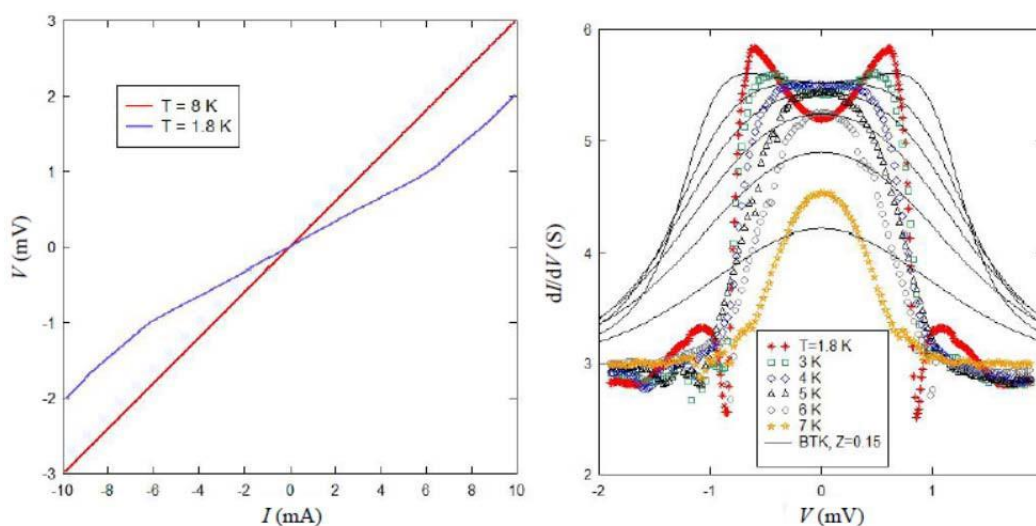 3
2
1
0
-1
-2
-3
V (mV)
T = 8 K
T = 1.8 K
-10 -8 -6 -4 -2 0 2 4 6 8 10
I (mA)
6
5
4
3
2
dI/dV (S)
T=1.8 K
3 K
4 K
5 K
6 K
7 K
BTK, Z=0.15
-2 -1 0 1
V (mV)